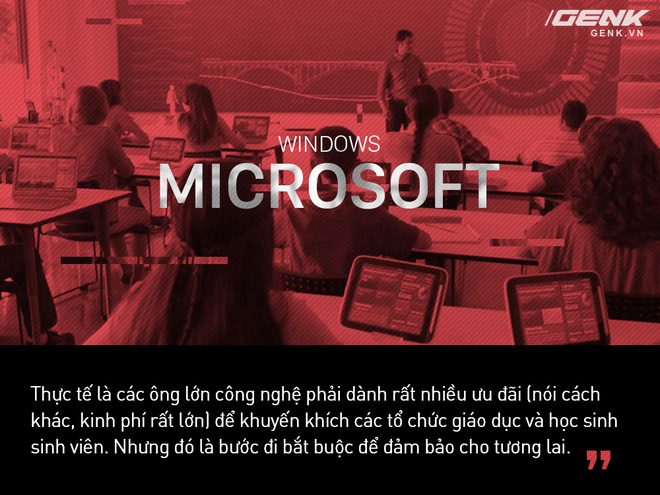 GENK
GENK.VN
WINDOWS
MICROSOFT
Thực tế là các ông lớn công nghệ phải dành rất nhiều ưu đãi (nói cách
khác, kinh phí rất lớn) để khuyến khích các tổ chức giáo dục và học sinh
sinh viên. Nhưng đó là bước đi bắt buộc để đảm bảo cho tương lai.
”